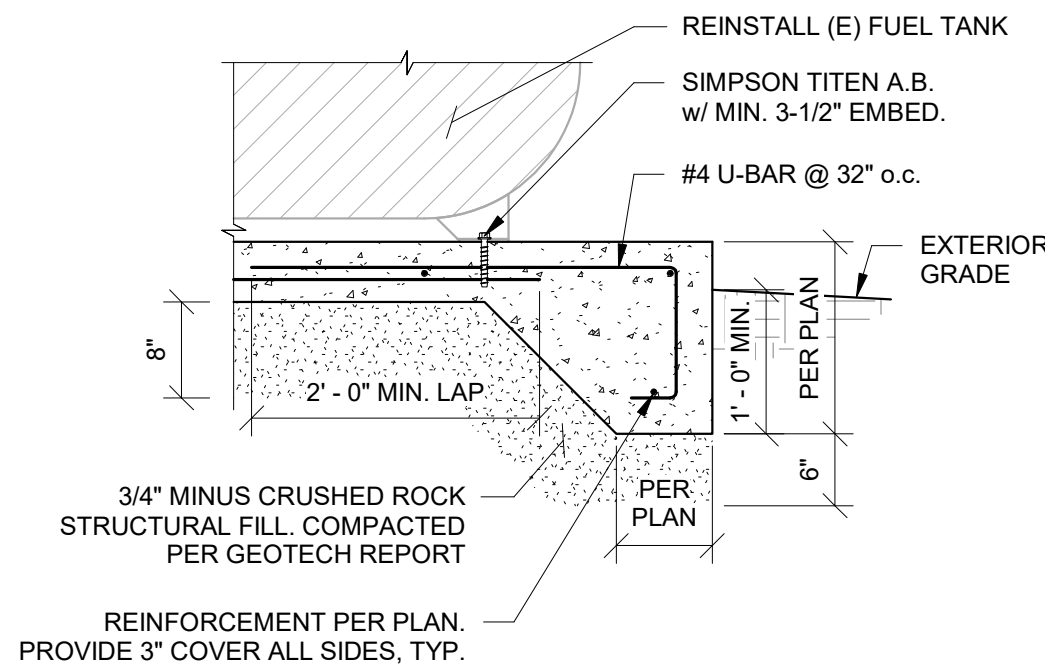 REINSTALL (E) FUEL TANK
SIMPSON TITEN A.B.
w/ MIN. 3-1/2" EMBED.
#4 U-BAR @ 32" o.c.
EXTERIOR
GRADE
8"
2' - 0" MIN. LAP
1' - 0" MIN.
PER PLAN
6"
PER
PLAN
3/4" MINUS CRUSHED ROCK
STRUCTURAL FILL. COMPACTED
PER GEOTECH REPORT
REINFORCEMENT PER PLAN.
PROVIDE 3" COVER ALL SIDES, TYP.